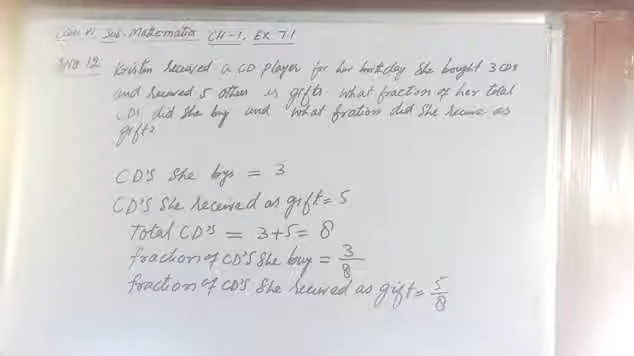 Class VI. Sub- Mathematics CH-1. EX 7.1
NO 12 Kristin Received a CD Player for her birthday She bought 3 CDs
and Received 5 others as gifts. What fraction of her total
CDs did She buy and What fration did She Receive as
gifts?
CD'S She buys = 3
CD'S She Received as gift = 5
Total CD'S = 3+5= 8
fraction of CD'S She buy = 3/8
fraction of CD'S She Received as gift = 5/8